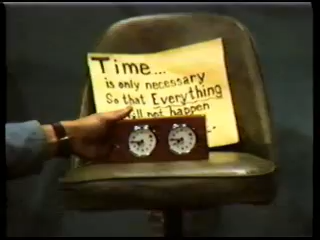 Time...
is only necessary
So that Everything
not happen